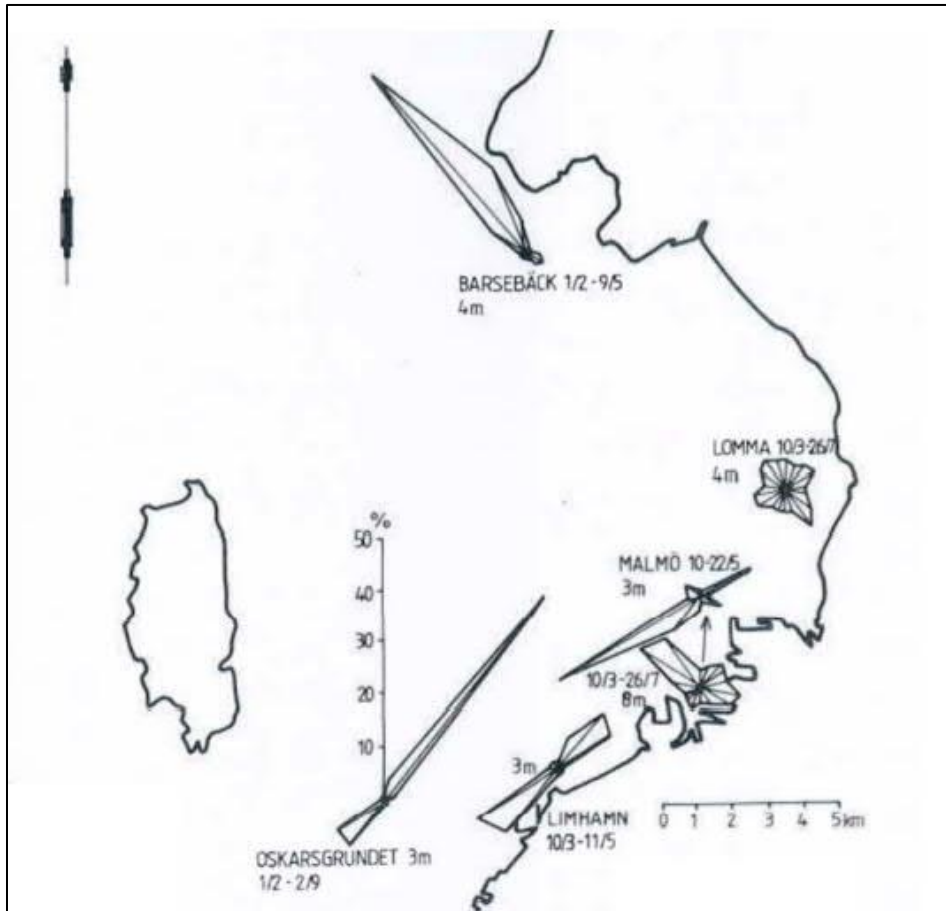 BARSEBÄCK 1/2-9/5
4m
LOMMA 10/3-26/7
4m
%
50
40
30
20
10
MALMÖ 10-22/5
3m
10/3-26/7
8m
3m
LIMHAMN
10/3-11/5
0 1 2 3 4 5km
OSKARSGRUNDET 3m
1/2 - 2/9